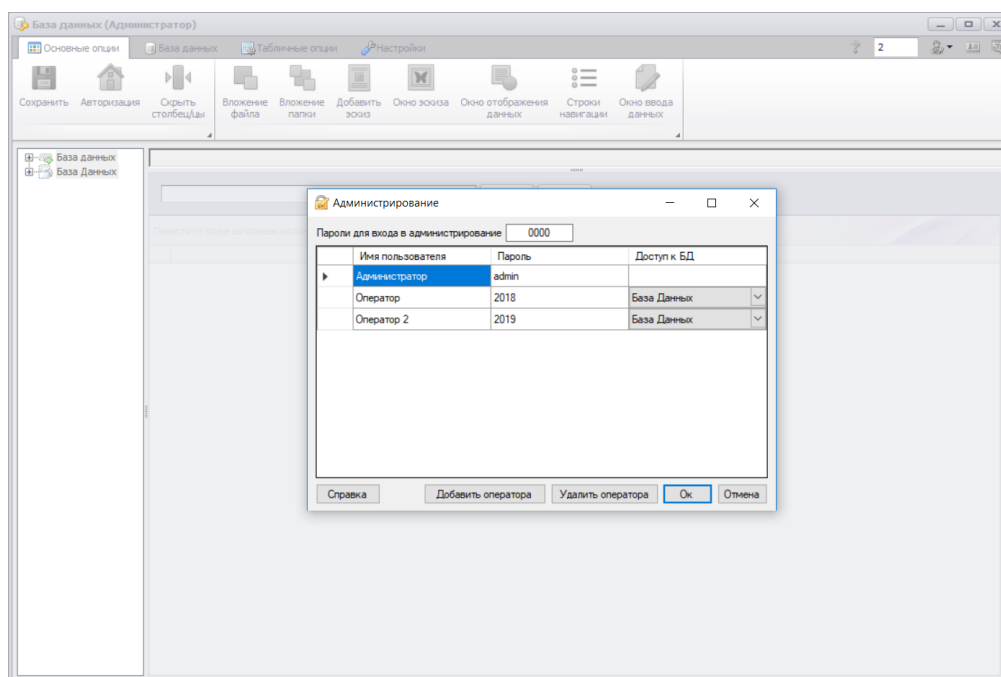 База данных (Администратор)
Основные опции База данных Табличные опции Настройки 2
Сохранить Авторизация Скрыть столбец/цы Вложение файла Вложение папки Добавить эскиз Окно эскиза Окно отображения данных Строки навигации Окно ввода данных
База данных
База Данных
Администрирование
Пароли для входа в администрирование 0000
Имя пользователя Пароль Доступ к БД
Администратор admin
Оператор 2018 База Данных
Оператор 2 2019 База Данных
Справка Добавить оператора Удалить оператора Ок Отмена